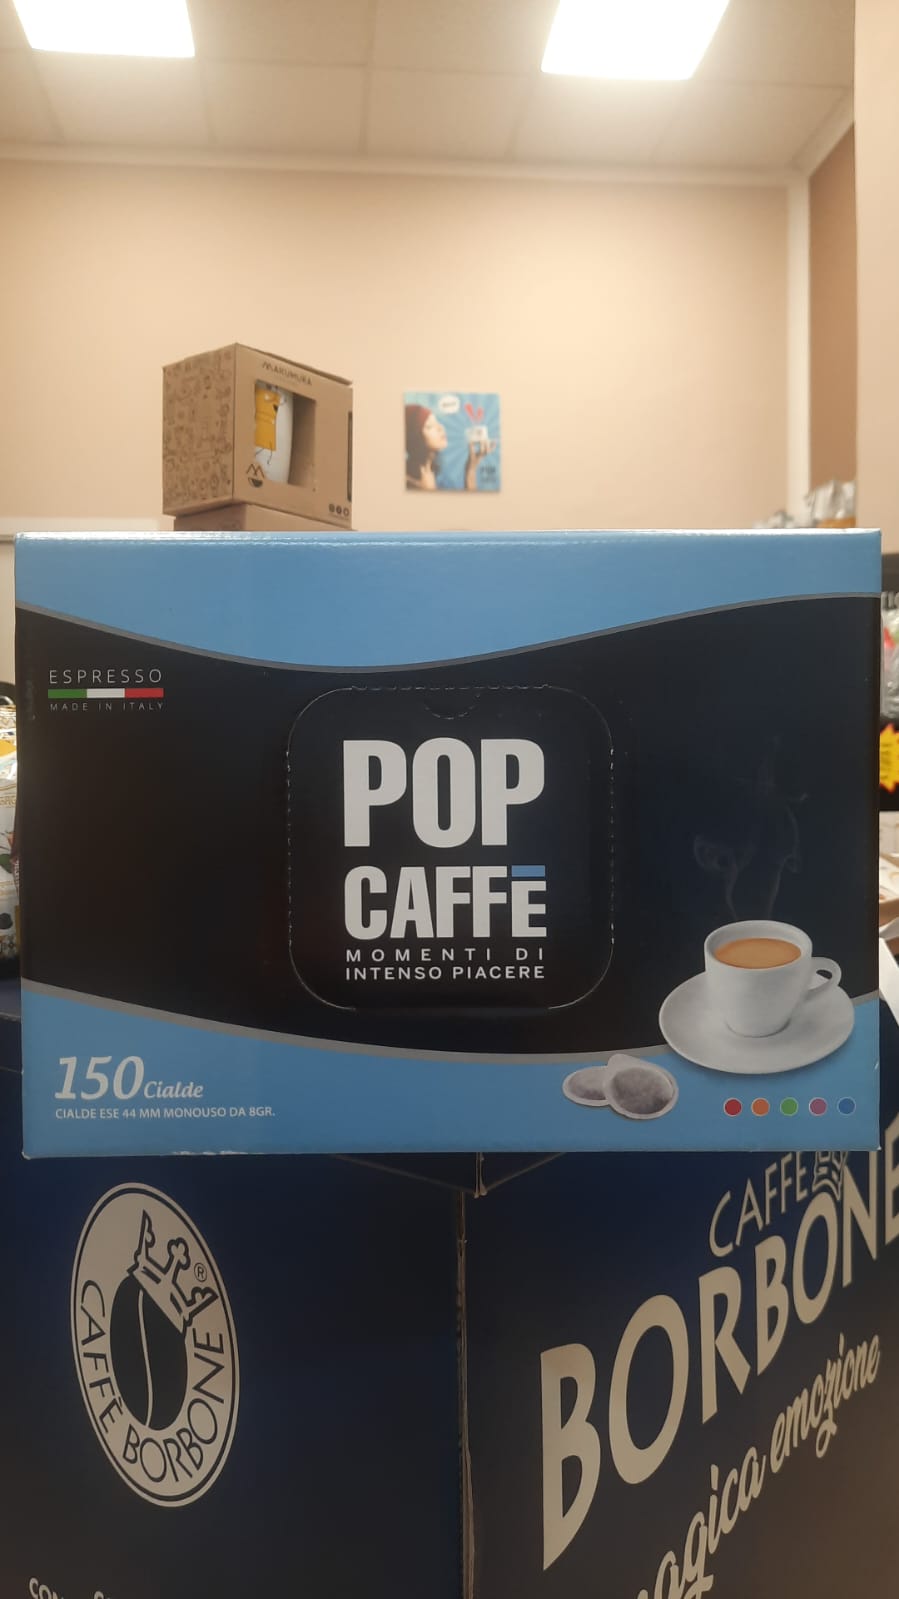 MAKUMURA
ESPRESSO
MADE IN ITALY
POP
CAFFÈ
MOMENTI DI
INTENSO PIACERE
150 Cialde
CIALDE ESE 44 MM MONOUSO DA 8GR.
CAFFÈ BORBONE ®
CAFFÈ
BORBONE
magica emozione